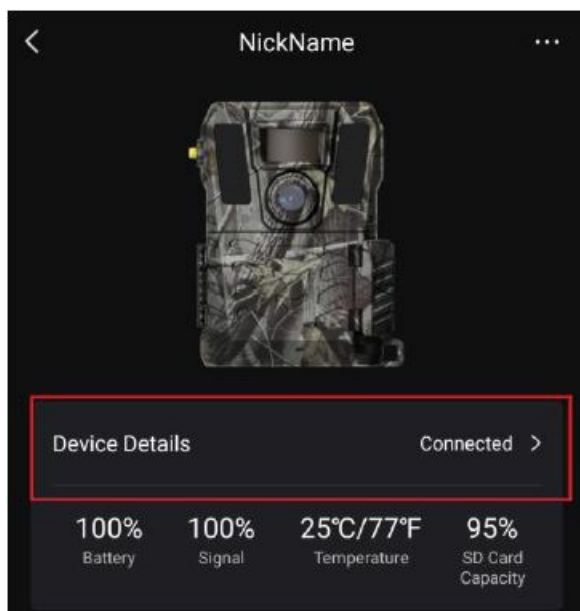 NickName
Device Details Connected
100% 100% 25℃/77℉ 95%
Battery Signal Temperature SD Card
Capacity